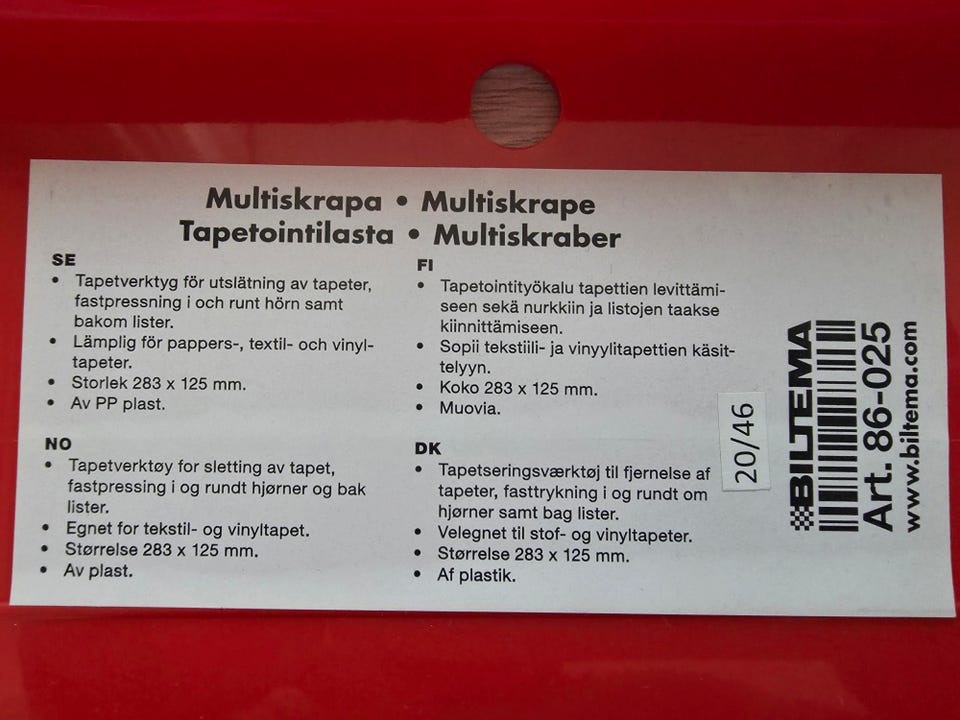 Multiskrapa • Multiskrape
Tapetointilasta • Multiskraber
SE
• Tapetverktyg för utslätning av tapeter,
fastpressning i och runt hörn samt
bakom lister.
• Lämplig för pappers-, textil- och vinyl-
tapeter.
• Storlek 283 x 125 mm.
• Av PP plast.
FI
• Tapetointityökalu tapettien levittämi-
seen sekä nurkkiin ja listojen taakse
kiinnittämiseen.
• Sopii tekstiili- ja vinyylitapettien käsit-
telyyn.
• Koko 283 x 125 mm.
• Muovia.
NO
• Tapetverktøy for sletting av tapet,
fastpressing i og rundt hjørner og bak
lister.
• Egnet for tekstil- og vinyltapet.
• Størrelse 283 x 125 mm.
• Av plast.
DK
• Tapetseringsværktøj til fjernelse af
tapeter, fasttrykning i og rundt om
hjørner samt bag lister.
• Velegnet til stof- og vinyltapeter.
• Størrelse 283 x 125 mm.
• Af plastik.
20/46
BILTEMA
Art. 86-025
www.biltema.com